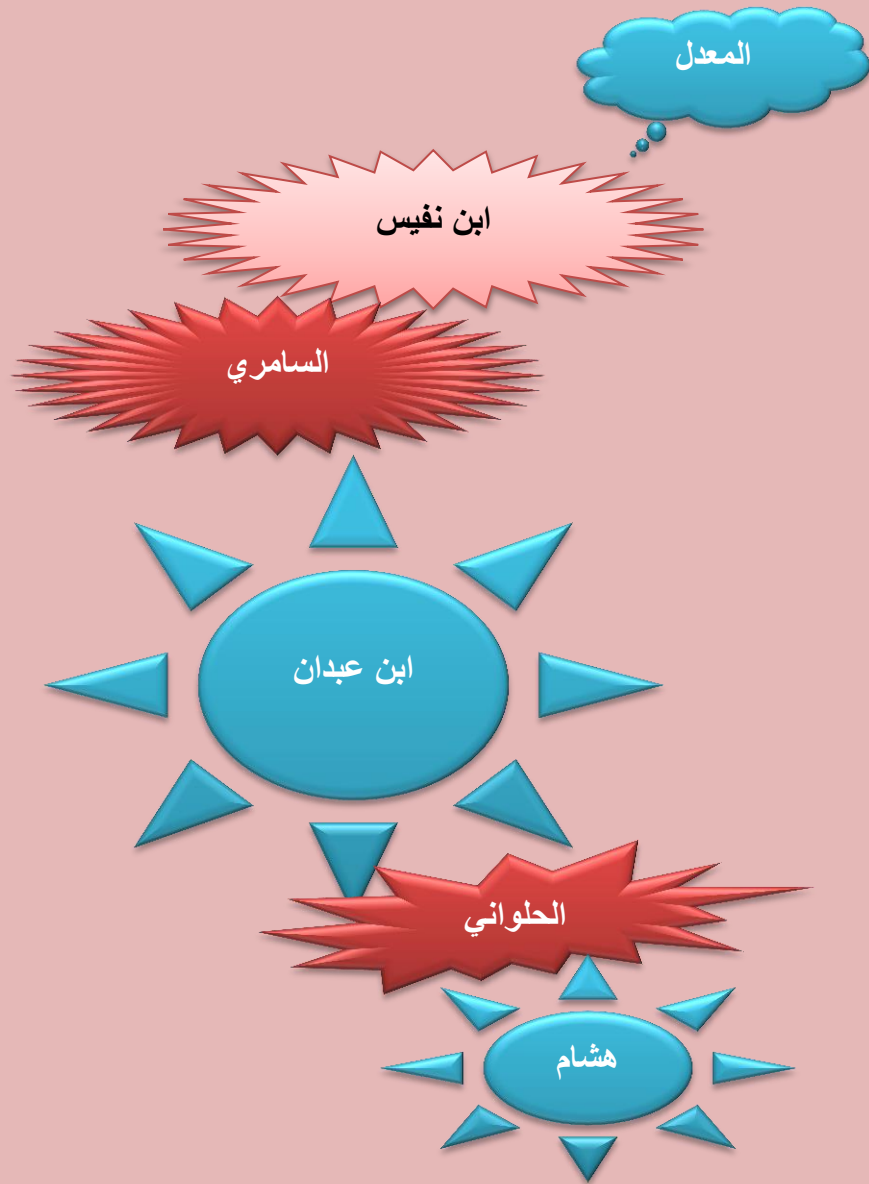 المعدل
ابن نفيس
السامري
ابن عبدان
الحلواني
هشام